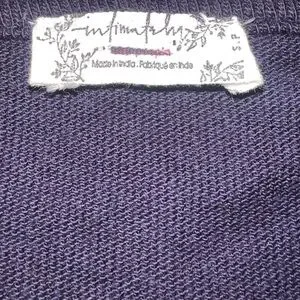 intimately
Made in India . Fabriqué en Inde
S P